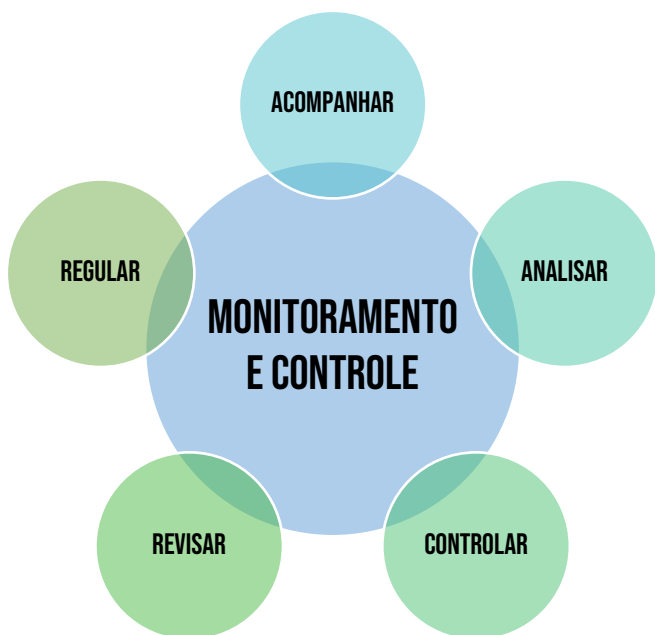 ACOMPANHAR
REGULAR
ANALISAR
MONITORAMENTO
E CONTROLE
REVISAR
CONTROLAR